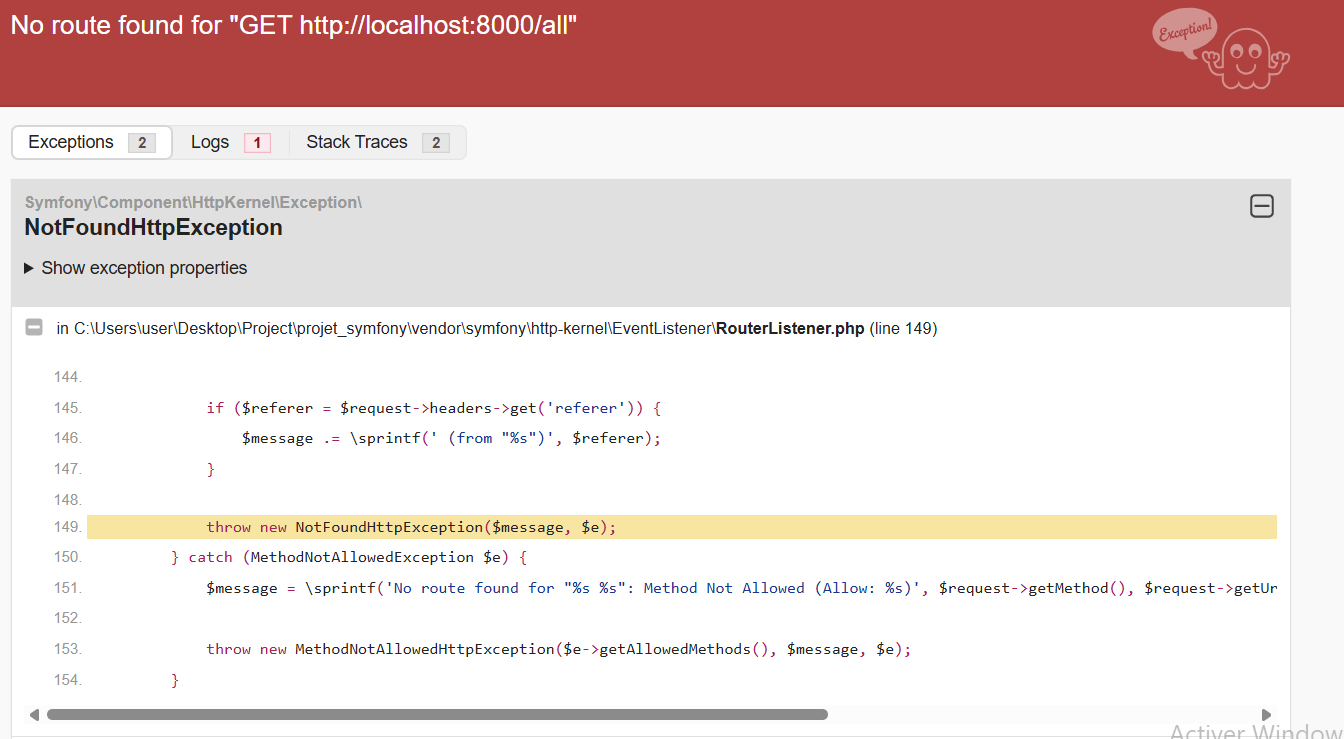 No route found for "GET http://localhost:8000/all"
Exception!
Exceptions 2 Logs 1 Stack Traces 2
Symfony\Component\HttpKernel\Exception\
NotFoundHttpException
▶ Show exception properties
in C:\Users\user\Desktop\Project\projet_symfony\vendor\symfony\http-kernel\EventListener\RouterListener.php (line 149)
144.
145. if ($referer = $request->headers->get('referer')) {
146. $message .= \sprintf(' (from "%s")', $referer);
147. }
148.
149. throw new NotFoundHttpException($message, $e);
150. } catch (MethodNotAllowedException $e) {
151. $message = \sprintf('No route found for "%s %s": Method Not Allowed (Allow: %s)', $request->getMethod(), $request->getUr
152.
153. throw new MethodNotAllowedHttpException($e->getAllowedMethods(), $message, $e);
154. }
Activer Window